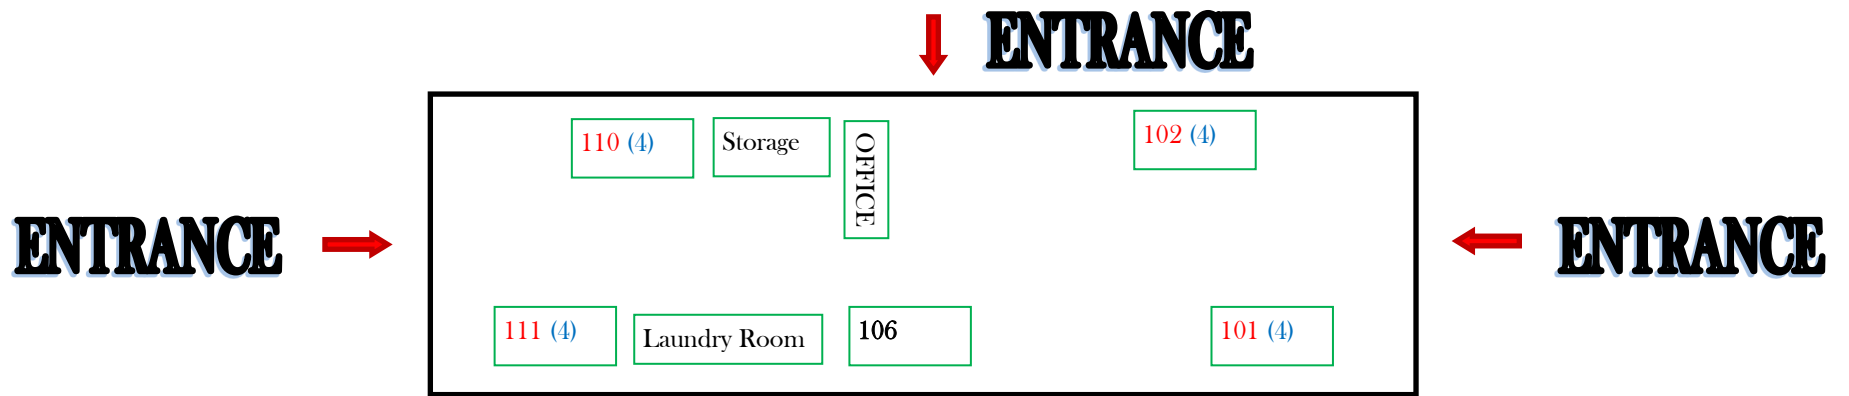 ENTRANCE
110 (4)
Storage
OFFICE
102 (4)
ENTRANCE
ENTRANCE
111 (4)
Laundry Room
106
101 (4)